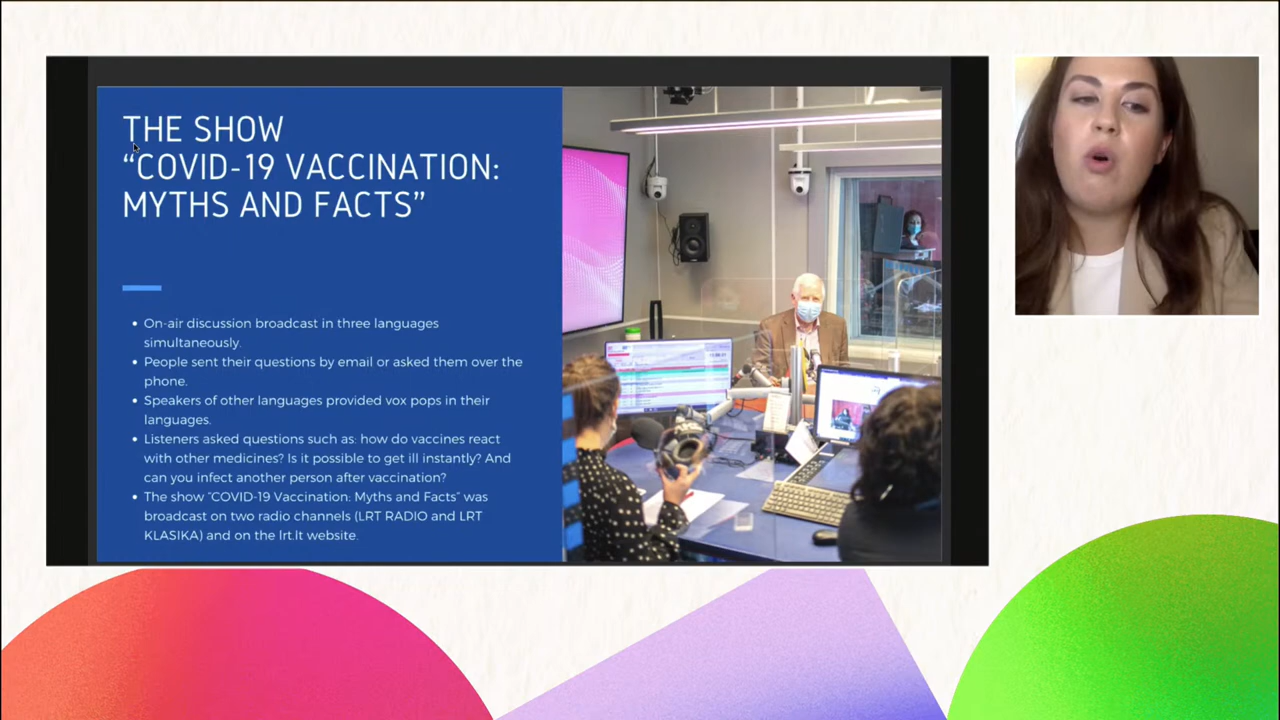 THE SHOW
“COVID-19 VACCINATION:
MYTHS AND FACTS”
• On-air discussion broadcast in three languages
simultaneously.
• People sent their questions by email or asked them over the
phone.
• Speakers of other languages provided vox pops in their
languages.
• Listeners asked questions such as: how do vaccines react
with other medicines? Is it possible to get ill instantly? And
can you infect another person after vaccination?
• The show “COVID-19 Vaccination: Myths and Facts” was
broadcast on two radio channels (LRT RADIO and LRT
KLASIKA) and on the lrt.lt website.